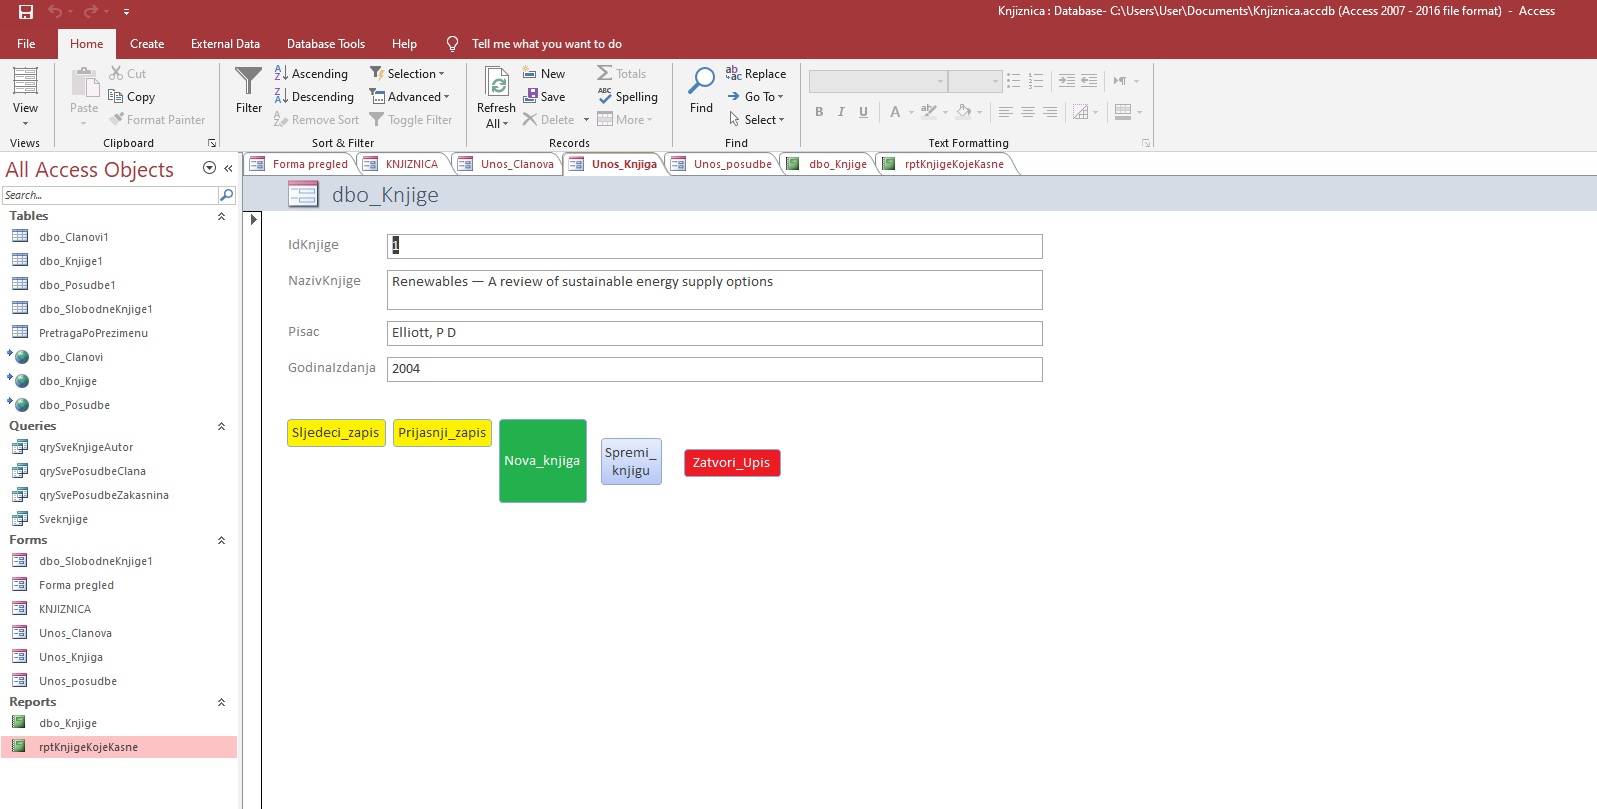 Knjiznica : Database- C:\Users\User\Documents\Knjiznica.accdb (Access 2007 - 2016 file format)  -  Access
File Home Create External Data Database Tools Help Tell me what you want to do
View
Views
Paste
Cut
Copy
Format Painter
Clipboard
Filter
Ascending
Descending
Remove Sort
Selection
Advanced
Toggle Filter
Sort & Filter
Refresh
All
New
Save
Delete
Totals
Spelling
More
Records
Find
Replace
Go To
Select
Find
B I U A
Text Formatting
All Access Objects
Search...
Tables
dbo_Clanovi1
dbo_Knjige1
dbo_Posudbe1
dbo_SlobodneKnjige1
PretragaPoPrezimenu
dbo_Clanovi
dbo_Knjige
dbo_Posudbe
Queries
qrySveKnjigeAutor
qrySvePosudbeClana
qrySvePosudbeZakasnina
Sveknjige
Forms
dbo_SlobodneKnjige1
Forma pregled
KNJIZNICA
Unos_Clanova
Unos_Knjiga
Unos_posudbe
Reports
dbo_Knjige
rptKnjigeKojeKasne
Forma pregled KNJIZNICA Unos_Clanova Unos_Knjiga Unos_posudbe dbo_Knjige rptKnjigeKojeKasne
dbo_Knjige
IdKnjige 1
NazivKnjige Renewables — A review of sustainable energy supply options
Pisac Elliott, P D
GodinaIzdanja 2004
Sljedeci_zapis Prijasnji_zapis
Nova_knjiga
Spremi_
knjigu
Zatvori_Upis